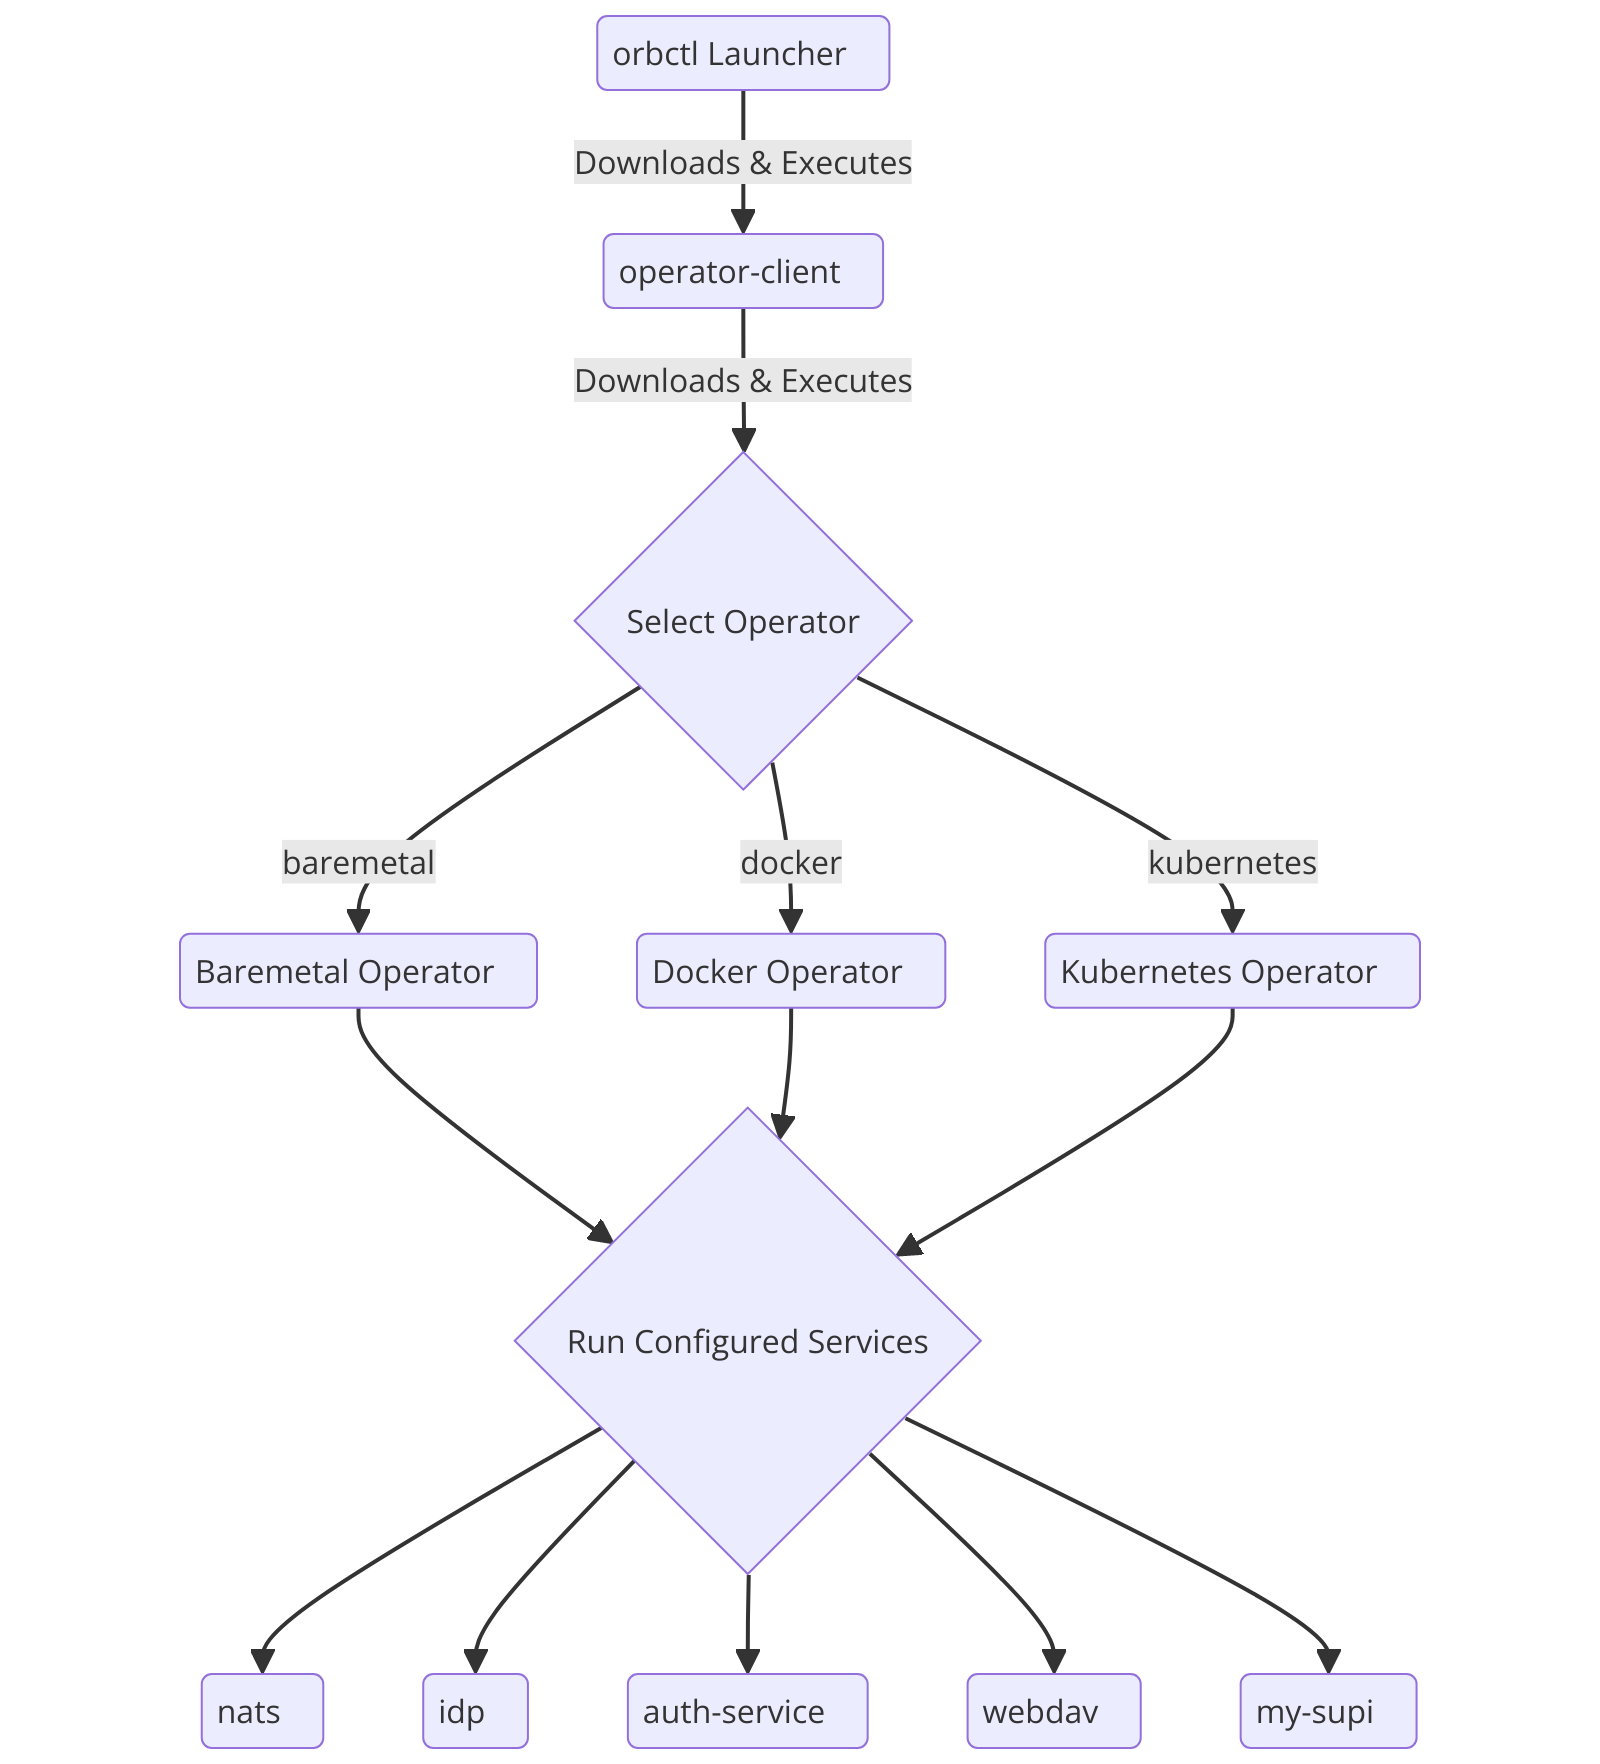 orbctl Launcher
Downloads & Executes
operator-client
Downloads & Executes
Select Operator
baremetal
docker
kubernetes
Baremetal Operator
Docker Operator
Kubernetes Operator
Run Configured Services
nats
idp
auth-service
webdav
my-supi